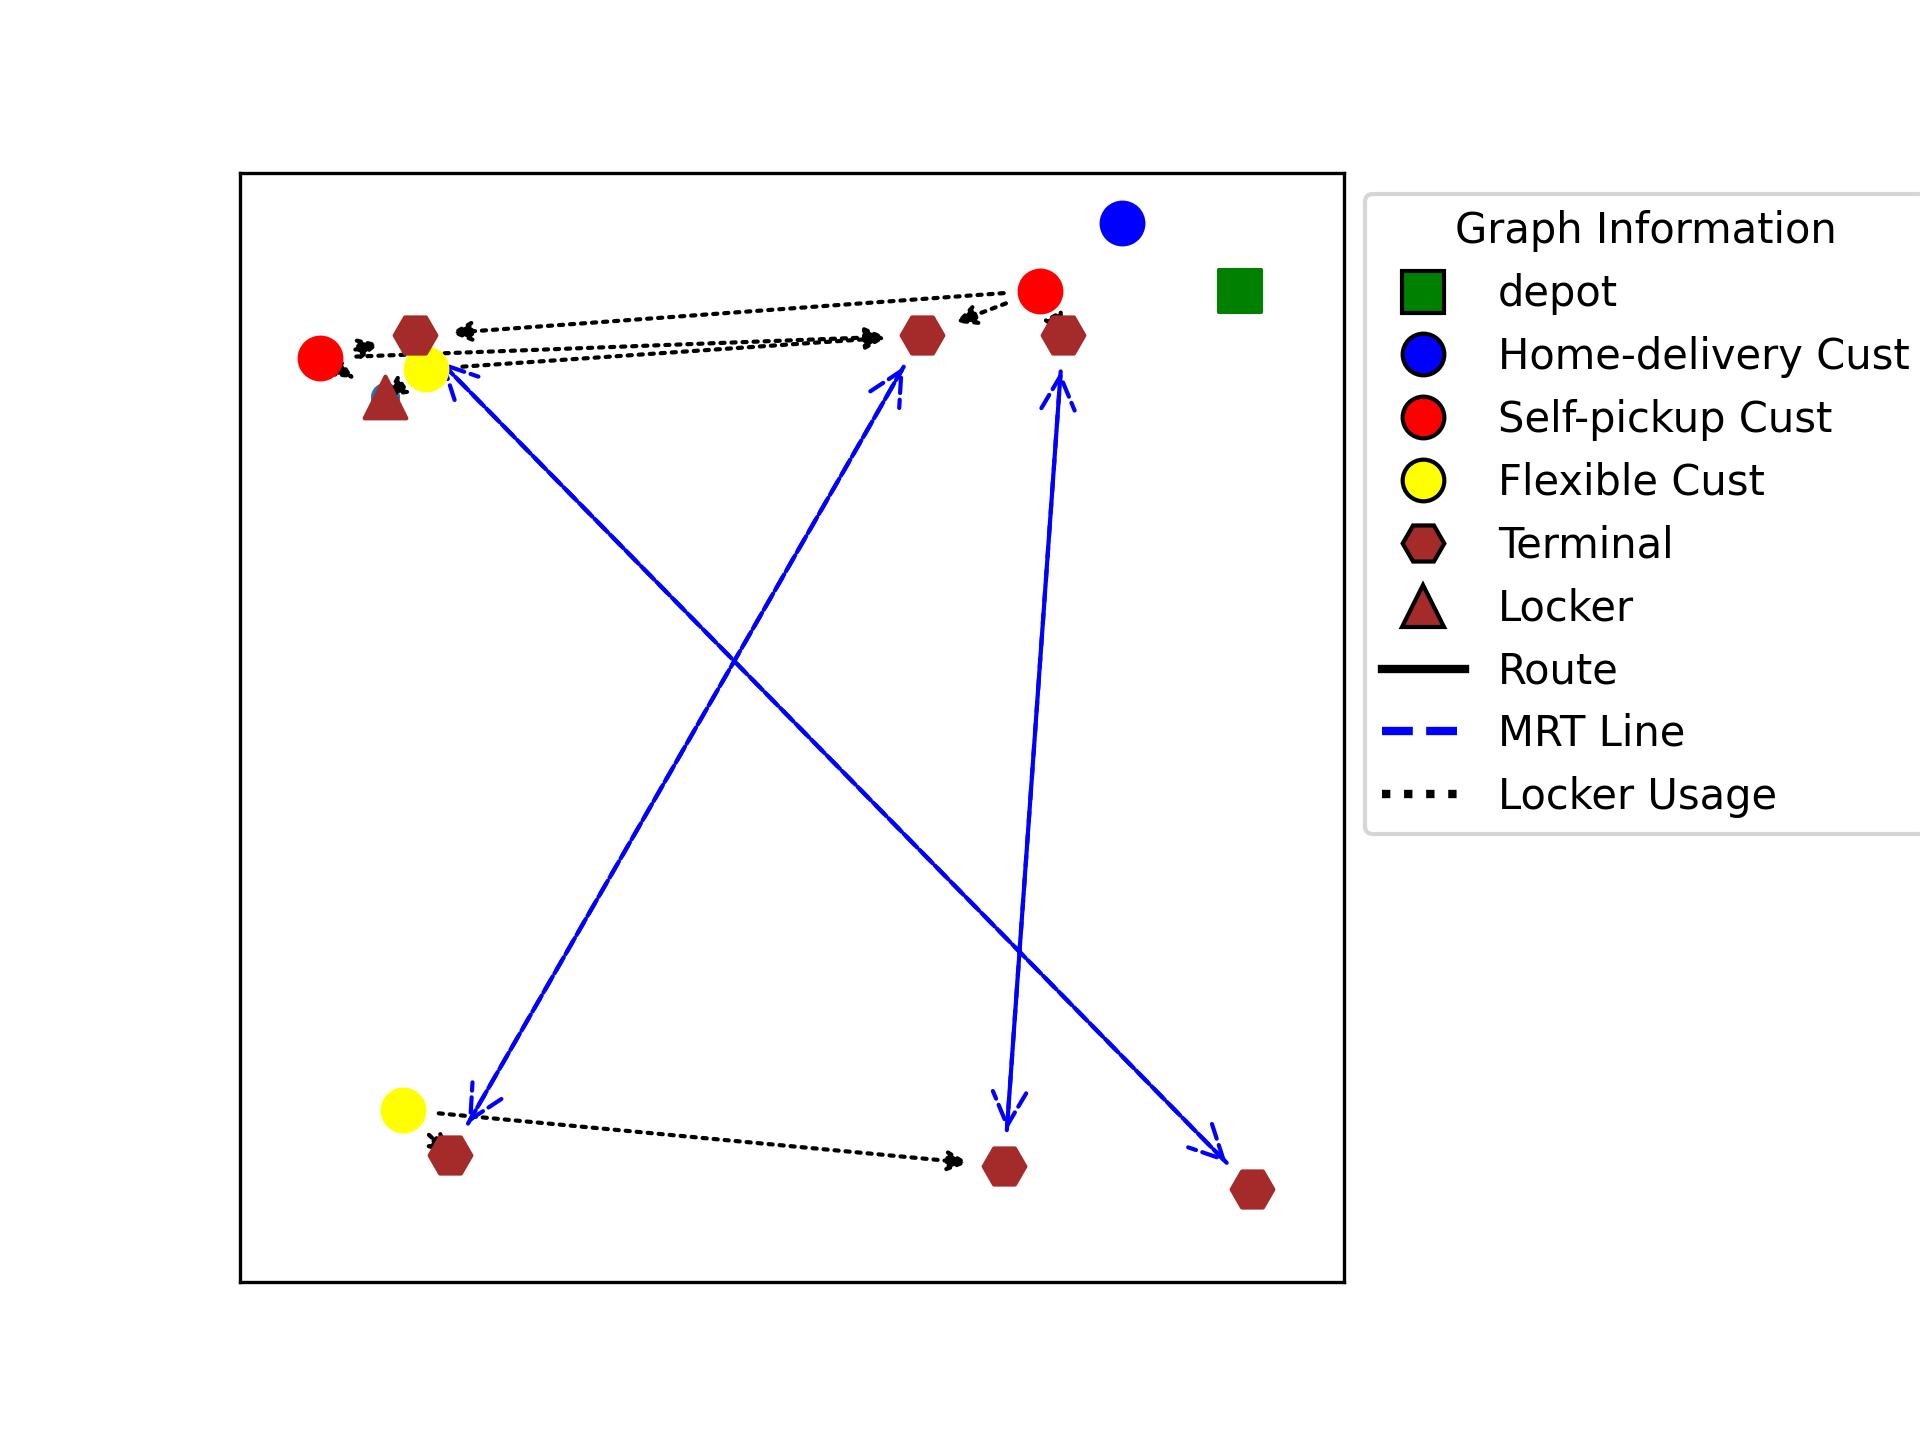 Graph Information
depot
Home-delivery Cust
Self-pickup Cust
Flexible Cust
Terminal
Locker
Route
MRT Line
Locker Usage